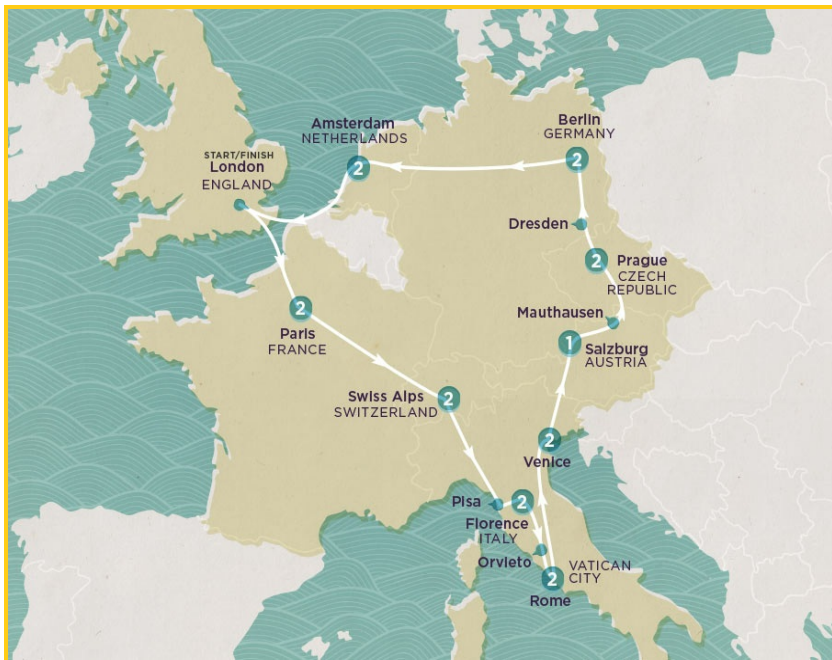 Amsterdam
NETHERLANDS
Berlin
GERMANY
2
2
START/FINISH
London
ENGLAND
Dresden
2
Prague
CZECH
REPUBLIC
2
Paris
FRANCE
Mauthausen
1
Salzburg
AUSTRIA
Swiss Alps
SWITZERLAND
2
2
Venice
Pisa
2
Florence
ITALY
Orvieto
2
VATICAN
CITY
Rome